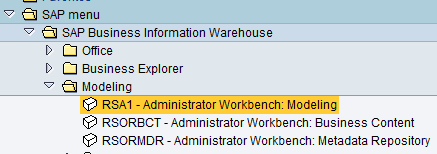 SAP menu
SAP Business Information Warehouse
Office
Business Explorer
Modeling
RSA1 - Administrator Workbench: Modeling
RSORBCT - Administrator Workbench: Business Content
RSORMDR - Administrator Workbench: Metadata Repository